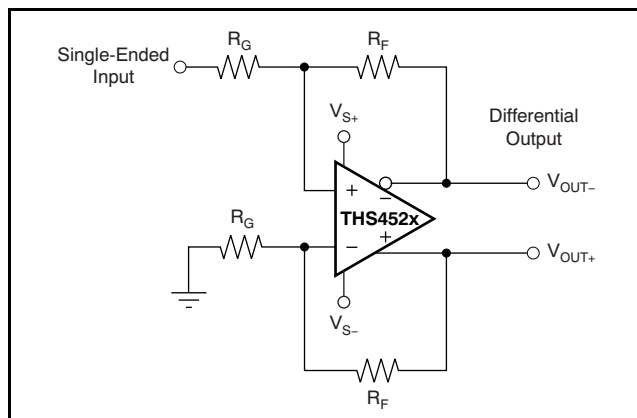 R_G
R_F
Single-Ended
Input
V_S+
Differential
Output
+
−
V_OUT−
THS452x
R_G
−
+
V_OUT+
V_S−
R_F